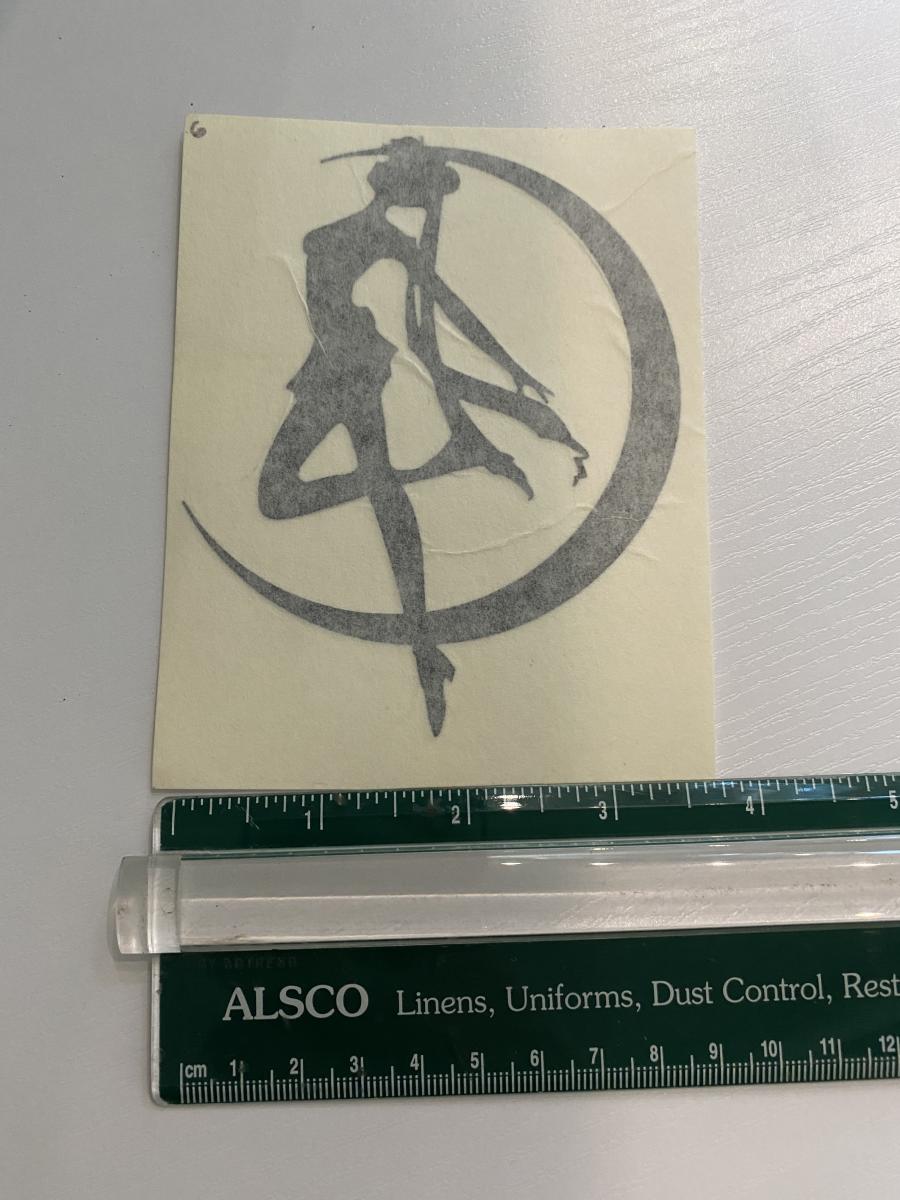 6
1 2 3 4 5
ALSCO Linens, Uniforms, Dust Control, Rest
cm 1 2 3 4 5 6 7 8 9 10 11 12